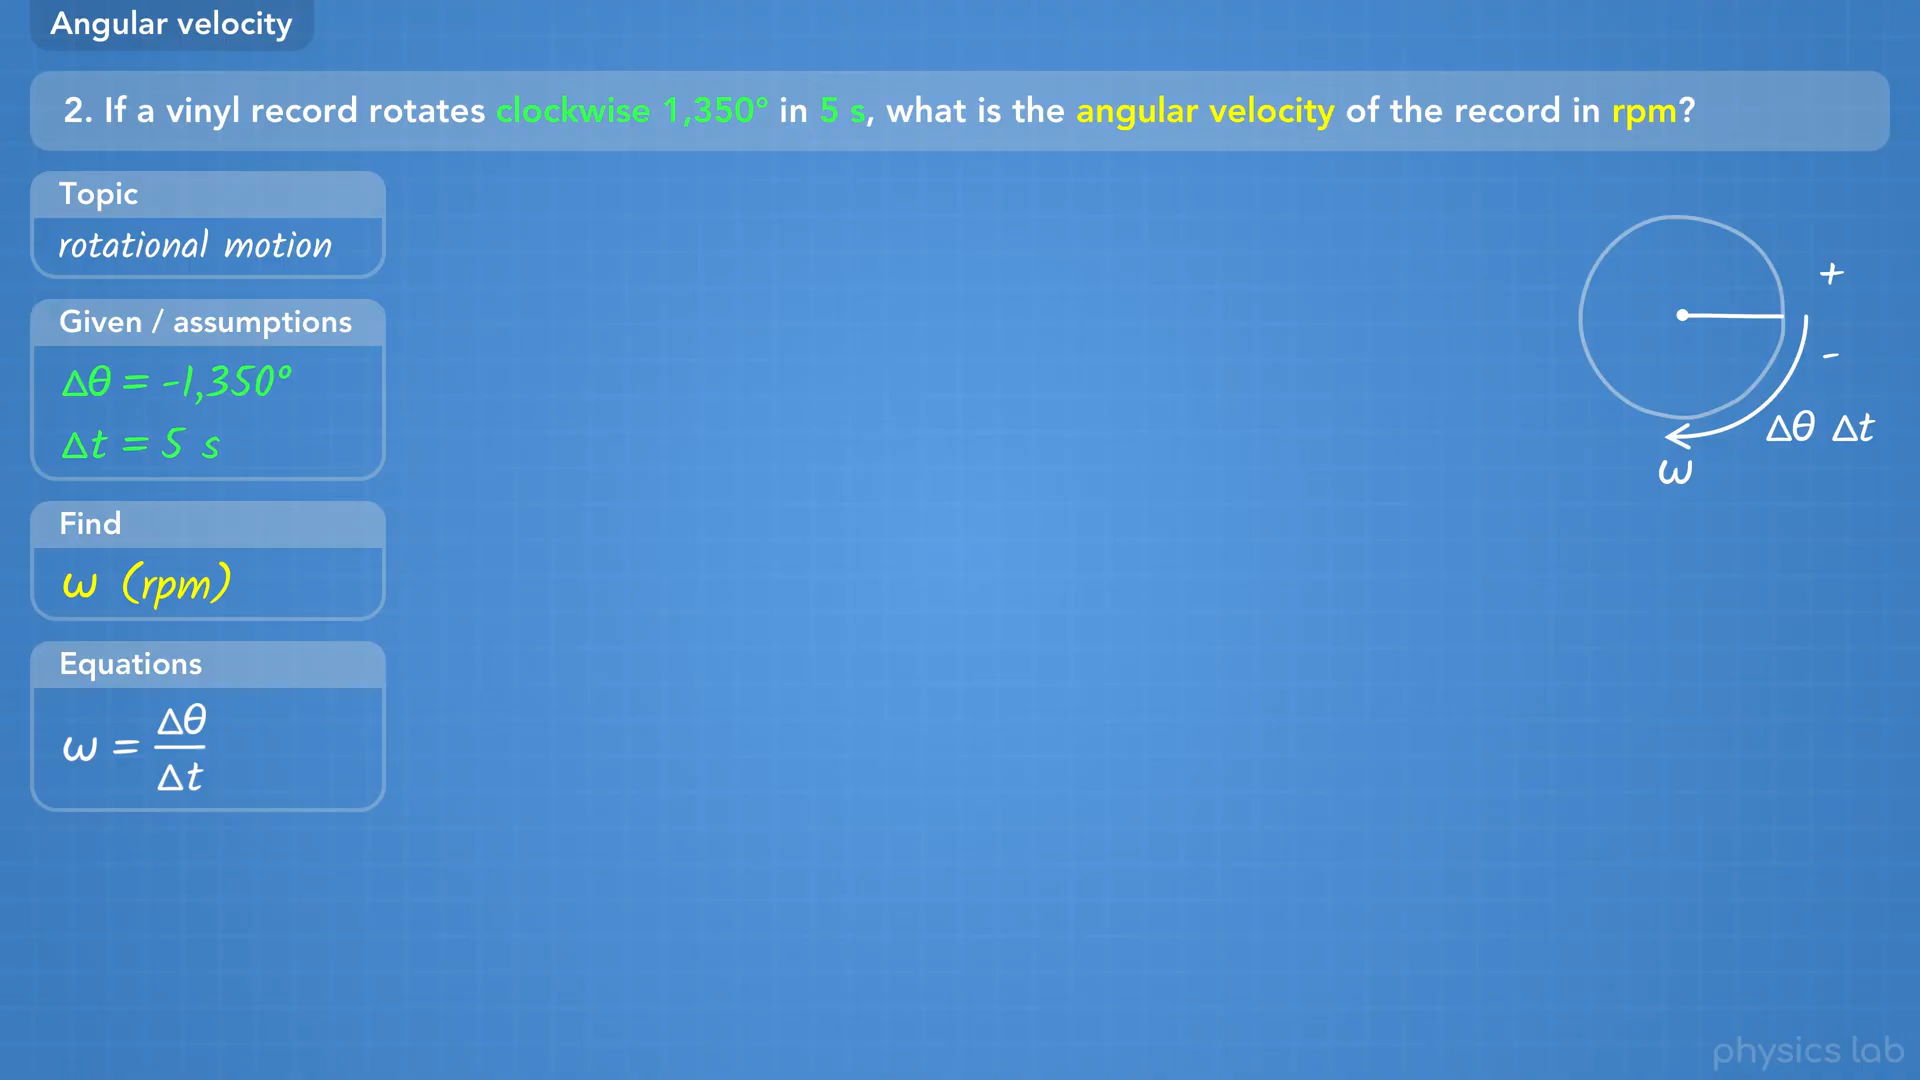 Angular velocity
2. If a vinyl record rotates clockwise 1,350° in 5 s, what is the angular velocity of the record in rpm?
Topic
rotational motion
Given / assumptions
Δθ = -1,350°
Δt = 5 s
Find
ω (rpm)
Equations
ω = Δθ/Δt
+
-
Δθ Δt
ω
physics lab